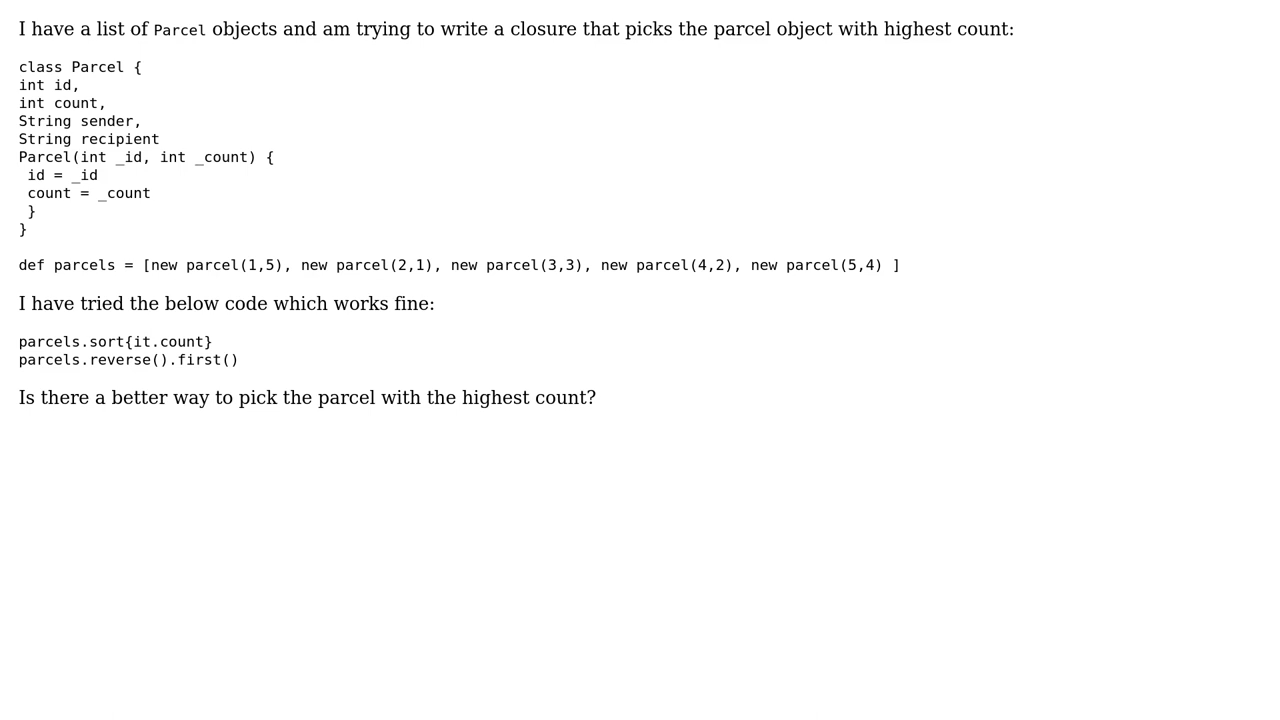 I have a list of Parcel objects and am trying to write a closure that picks the parcel object with highest count:
class Parcel {
int id,
int count,
String sender,
String recipient
Parcel(int _id, int _count) {
id = _id
count = _count
}
}
def parcels = [new parcel(1,5), new parcel(2,1), new parcel(3,3), new parcel(4,2), new parcel(5,4) ]
I have tried the below code which works fine:
parcels.sort{it.count}
parcels.reverse().first()
Is there a better way to pick the parcel with the highest count?